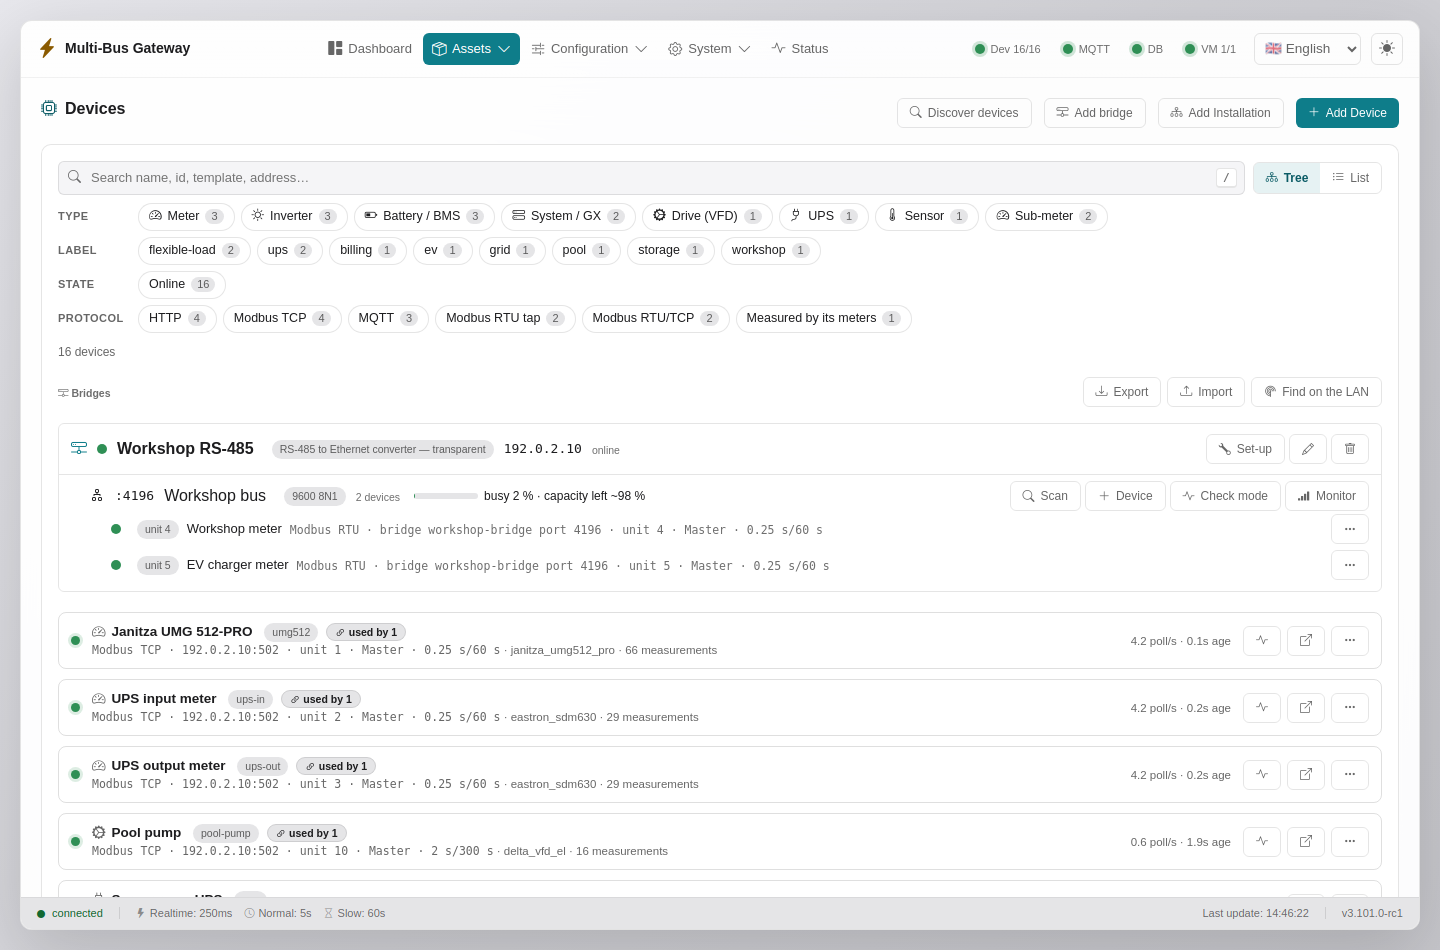 Multi-Bus Gateway
Dashboard Assets Configuration System Status
Dev 16/16 MQTT DB VM 1/1 English
Devices
Discover devices Add bridge Add Installation Add Device
Search name, id, template, address… / Tree List
TYPE Meter 3 Inverter 3 Battery / BMS 3 System / GX 2 Drive (VFD) 1 UPS 1 Sensor 1 Sub-meter 2
LABEL flexible-load 2 ups 2 billing 1 ev 1 grid 1 pool 1 storage 1 workshop 1
STATE Online 16
PROTOCOL HTTP 4 Modbus TCP 4 MQTT 3 Modbus RTU tap 2 Modbus RTU/TCP 2 Measured by its meters 1
16 devices
Bridges Export Import Find on the LAN
Workshop RS-485 RS-485 to Ethernet converter — transparent 192.0.2.10 online Set-up
:4196 Workshop bus 9600 8N1 2 devices busy 2 % · capacity left ~98 % Scan Device Check mode Monitor
unit 4 Workshop meter Modbus RTU · bridge workshop-bridge port 4196 · unit 4 · Master · 0.25 s/60 s
unit 5 EV charger meter Modbus RTU · bridge workshop-bridge port 4196 · unit 5 · Master · 0.25 s/60 s
Janitza UMG 512-PRO umg512 used by 1
Modbus TCP · 192.0.2.10:502 · unit 1 · Master · 0.25 s/60 s · janitza_umg512_pro · 66 measurements
4.2 poll/s · 0.1s age
UPS input meter ups-in used by 1
Modbus TCP · 192.0.2.10:502 · unit 2 · Master · 0.25 s/60 s · eastron_sdm630 · 29 measurements
4.2 poll/s · 0.2s age
UPS output meter ups-out used by 1
Modbus TCP · 192.0.2.10:502 · unit 3 · Master · 0.25 s/60 s · eastron_sdm630 · 29 measurements
4.2 poll/s · 0.2s age
Pool pump pool-pump used by 1
Modbus TCP · 192.0.2.10:502 · unit 10 · Master · 2 s/300 s · delta_vfd_el · 16 measurements
0.6 poll/s · 1.9s age
connected Realtime: 250ms Normal: 5s Slow: 60s
Last update: 14:46:22 v3.101.0-rc1